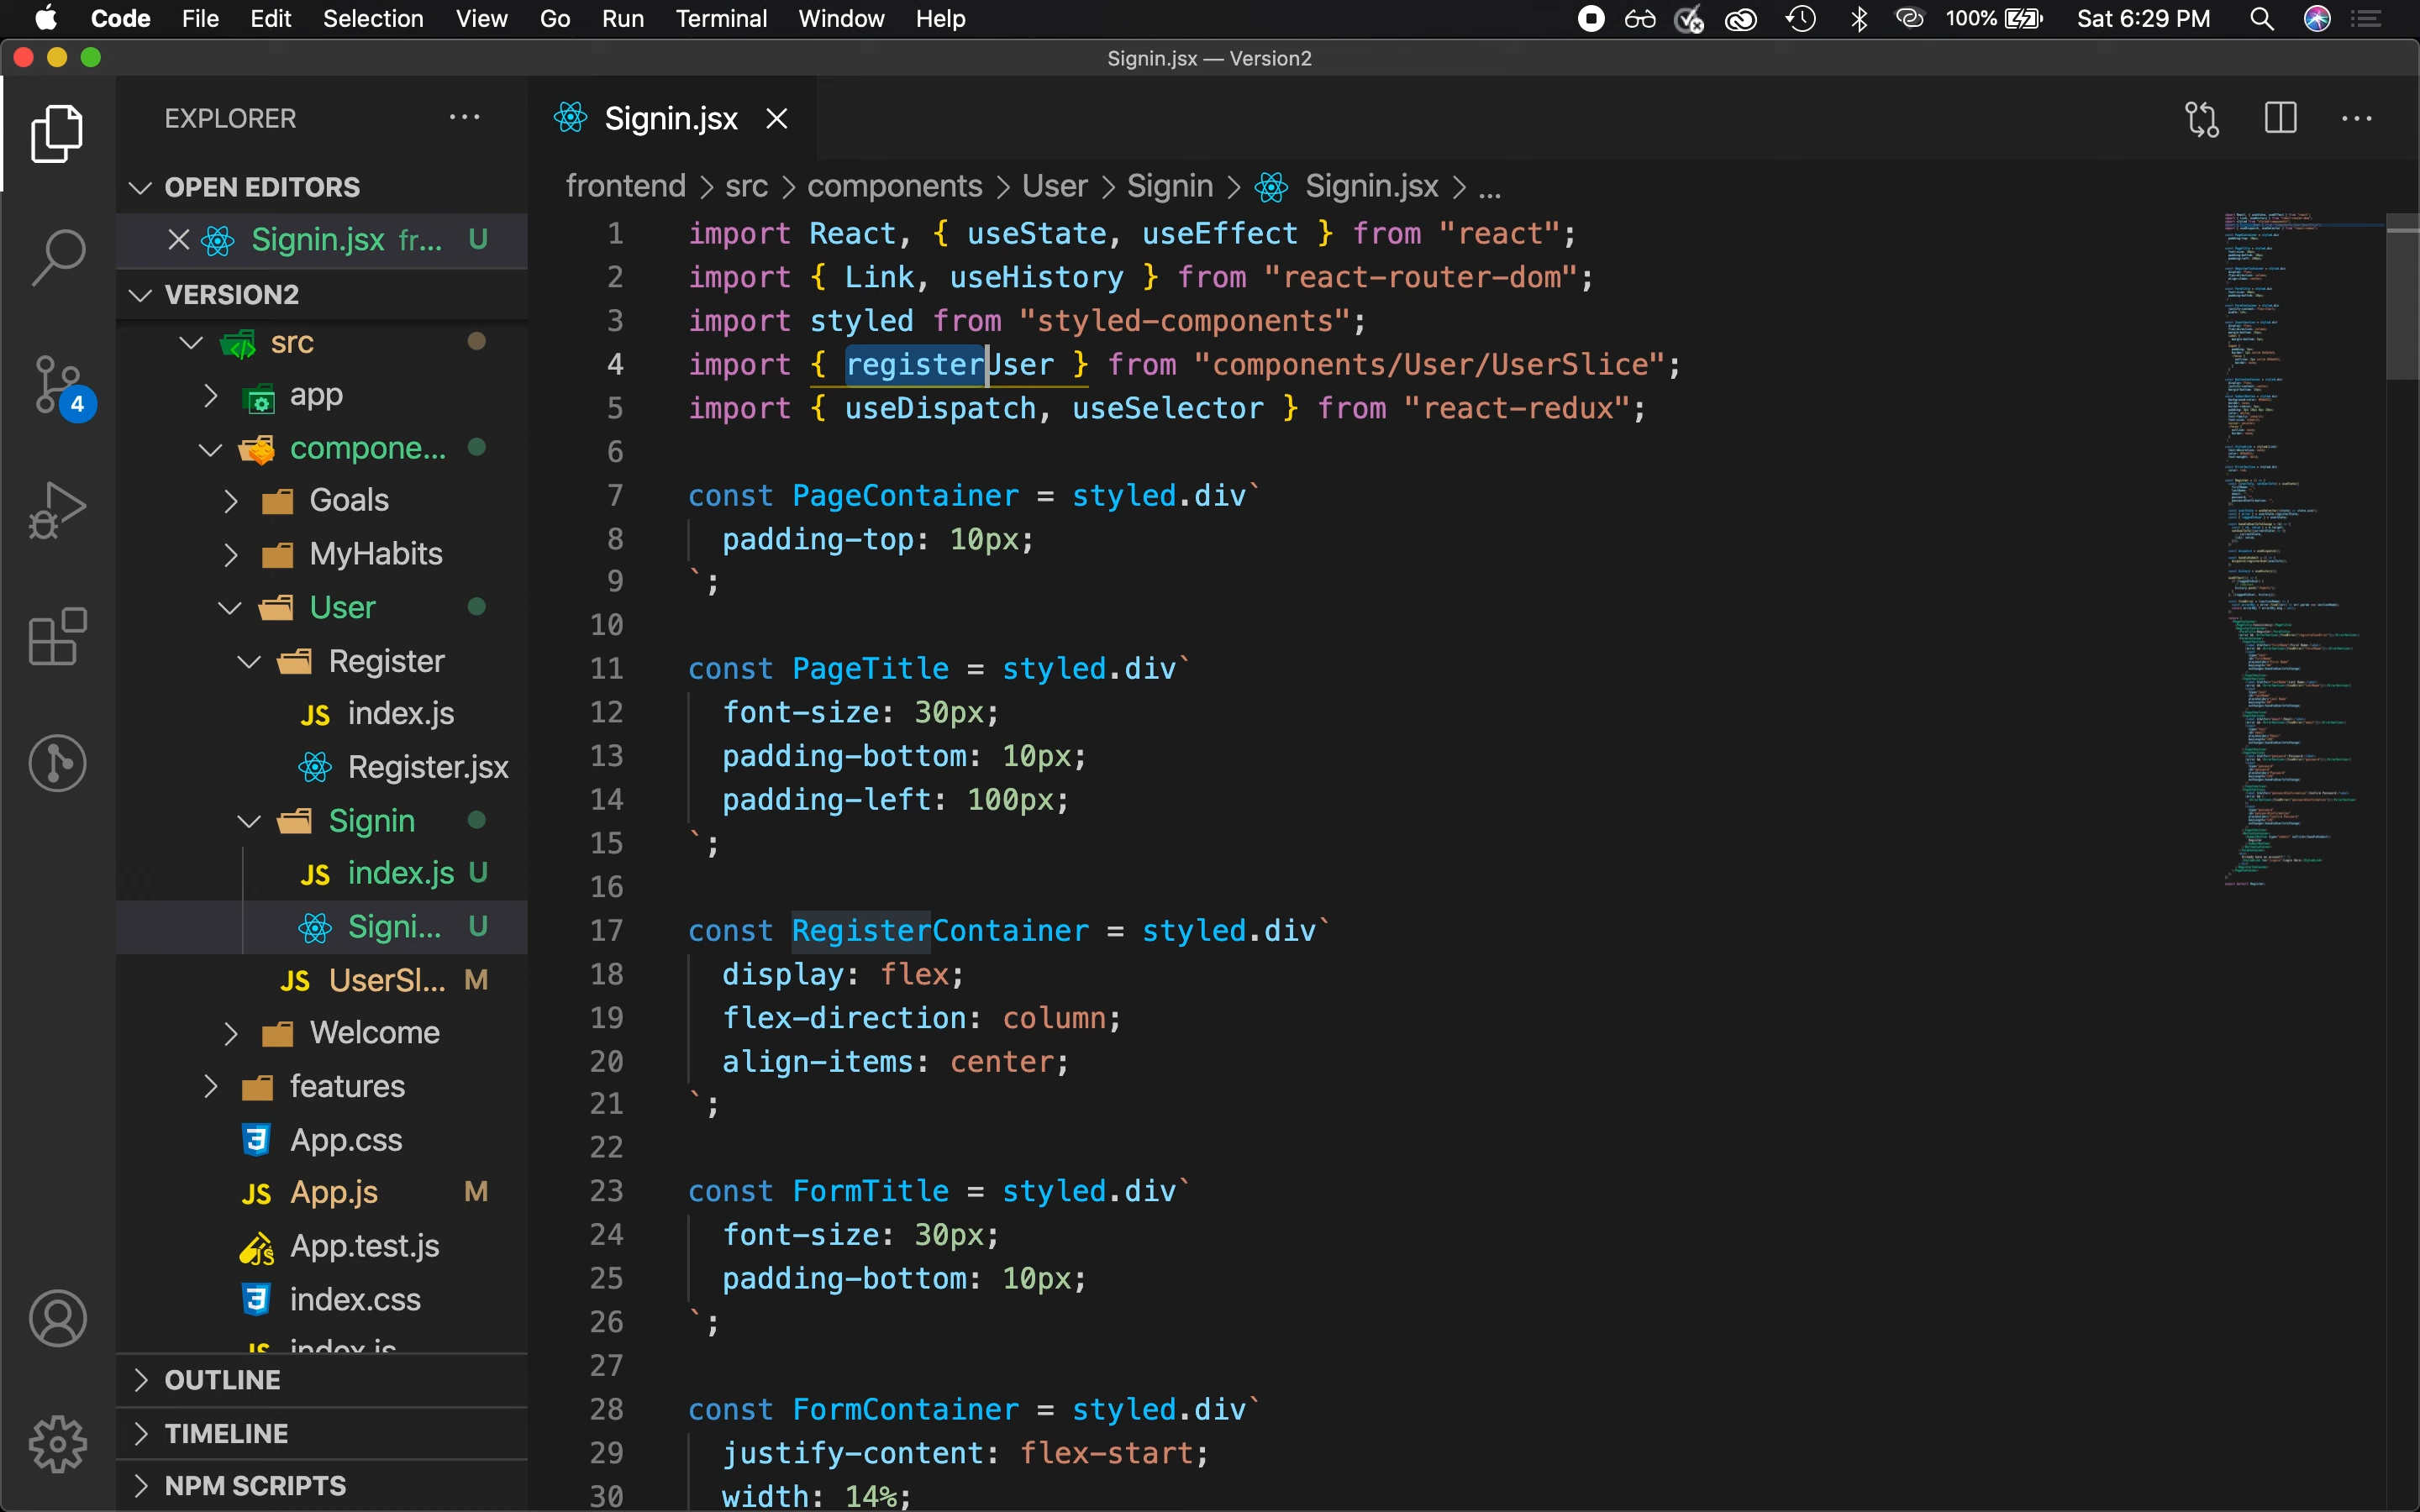 Code File Edit Selection View Go Run Terminal Window Help 100% Sat 6:29 PM
Signin.jsx — Version2
EXPLORER
OPEN EDITORS
Signin.jsx fr... U
VERSION2
src
app
compone...
Goals
MyHabits
User
Register
JS index.js
Register.jsx
Signin
JS index.js U
Signi... U
JS UserSl... M
Welcome
features
App.css
JS App.js M
App.test.js
index.css
JS index.js
OUTLINE
TIMELINE
NPM SCRIPTS
4
Signin.jsx
frontend > src > components > User > Signin > Signin.jsx > ...
1 import React, { useState, useEffect } from "react";
2 import { Link, useHistory } from "react-router-dom";
3 import styled from "styled-components";
4 import { registerUser } from "components/User/UserSlice";
5 import { useDispatch, useSelector } from "react-redux";
6
7 const PageContainer = styled.div`
8 padding-top: 10px;
9 `;
10
11 const PageTitle = styled.div`
12 font-size: 30px;
13 padding-bottom: 10px;
14 padding-left: 100px;
15 `;
16
17 const RegisterContainer = styled.div`
18 display: flex;
19 flex-direction: column;
20 align-items: center;
21 `;
22
23 const FormTitle = styled.div`
24 font-size: 30px;
25 padding-bottom: 10px;
26 `;
27
28 const FormContainer = styled.div`
29 justify-content: flex-start;
30 width: 14%;